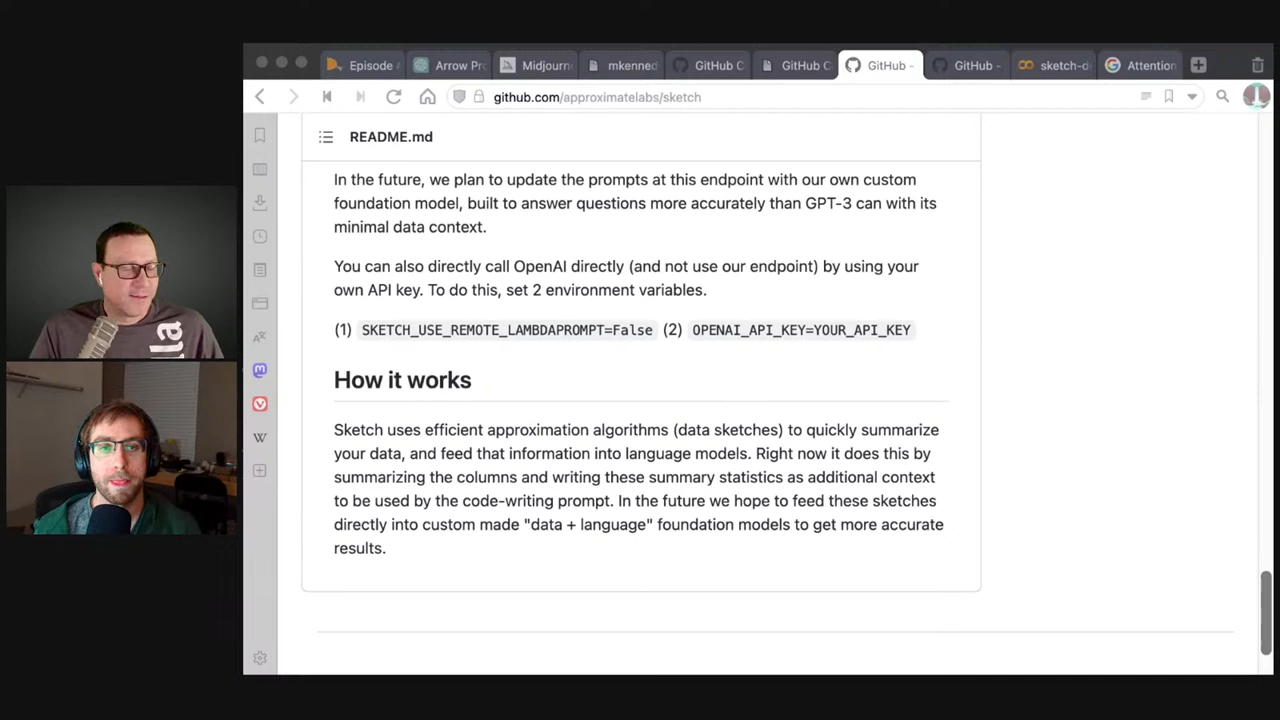 Episode
Arrow Pro
Midjourn
mkenned
GitHub C
GitHub C
GitHub -
GitHub -
sketch-d
Attention
github.com/approximatelabs/sketch
README.md
In the future, we plan to update the prompts at this endpoint with our own custom
foundation model, built to answer questions more accurately than GPT-3 can with its
minimal data context.
You can also directly call OpenAI directly (and not use our endpoint) by using your
own API key. To do this, set 2 environment variables.
(1) SKETCH_USE_REMOTE_LAMBDAPROMPT=False (2) OPENAI_API_KEY=YOUR_API_KEY
How it works
Sketch uses efficient approximation algorithms (data sketches) to quickly summarize
your data, and feed that information into language models. Right now it does this by
summarizing the columns and writing these summary statistics as additional context
to be used by the code-writing prompt. In the future we hope to feed these sketches
directly into custom made "data + language" foundation models to get more accurate
results.